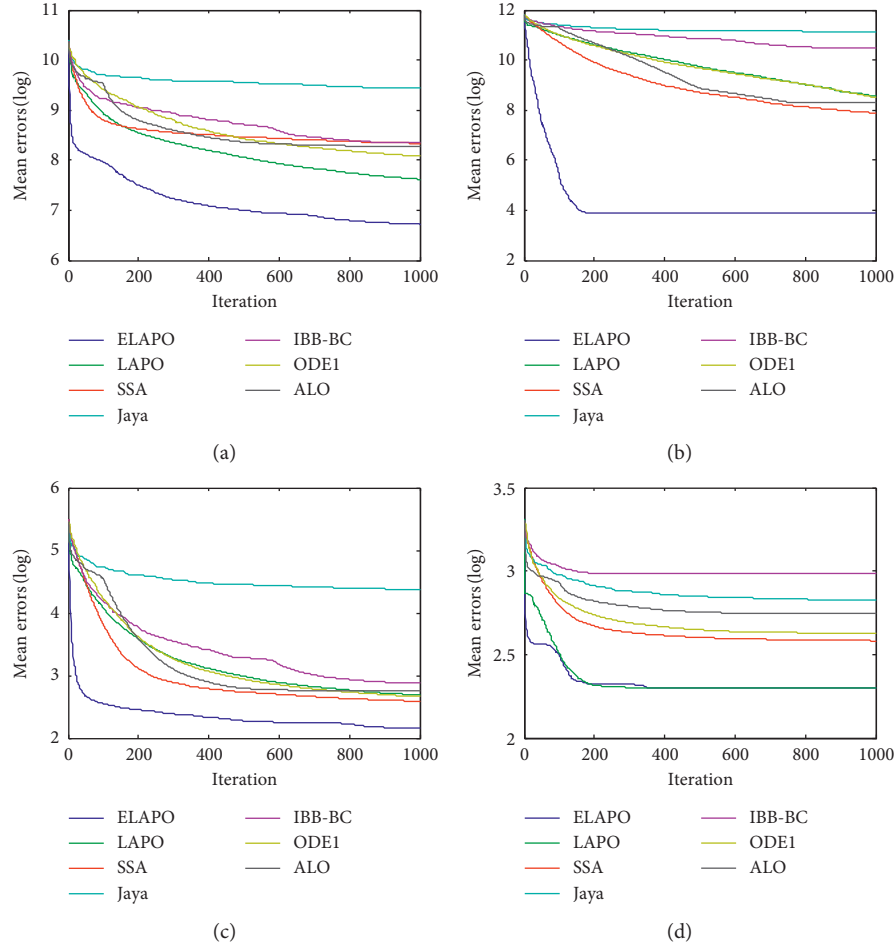 11
10
9
8
7
6
Mean errors (log)
0 200 400 600 800 1000
Iteration
ELAPO
LAPO
SSA
Jaya
IBB-BC
ODE1
ALO
(a)
12
10
8
6
4
2
Mean errors (log)
0 200 400 600 800 1000
Iteration
ELAPO
LAPO
SSA
Jaya
IBB-BC
ODE1
ALO
(b)
6
5
4
3
2
Mean errors (log)
0 200 400 600 800 1000
Iteration
ELAPO
LAPO
SSA
Jaya
IBB-BC
ODE1
ALO
(c)
3.5
3
2.5
2
Mean errors (log)
0 200 400 600 800 1000
Iteration
ELAPO
LAPO
SSA
Jaya
IBB-BC
ODE1
ALO
(d)